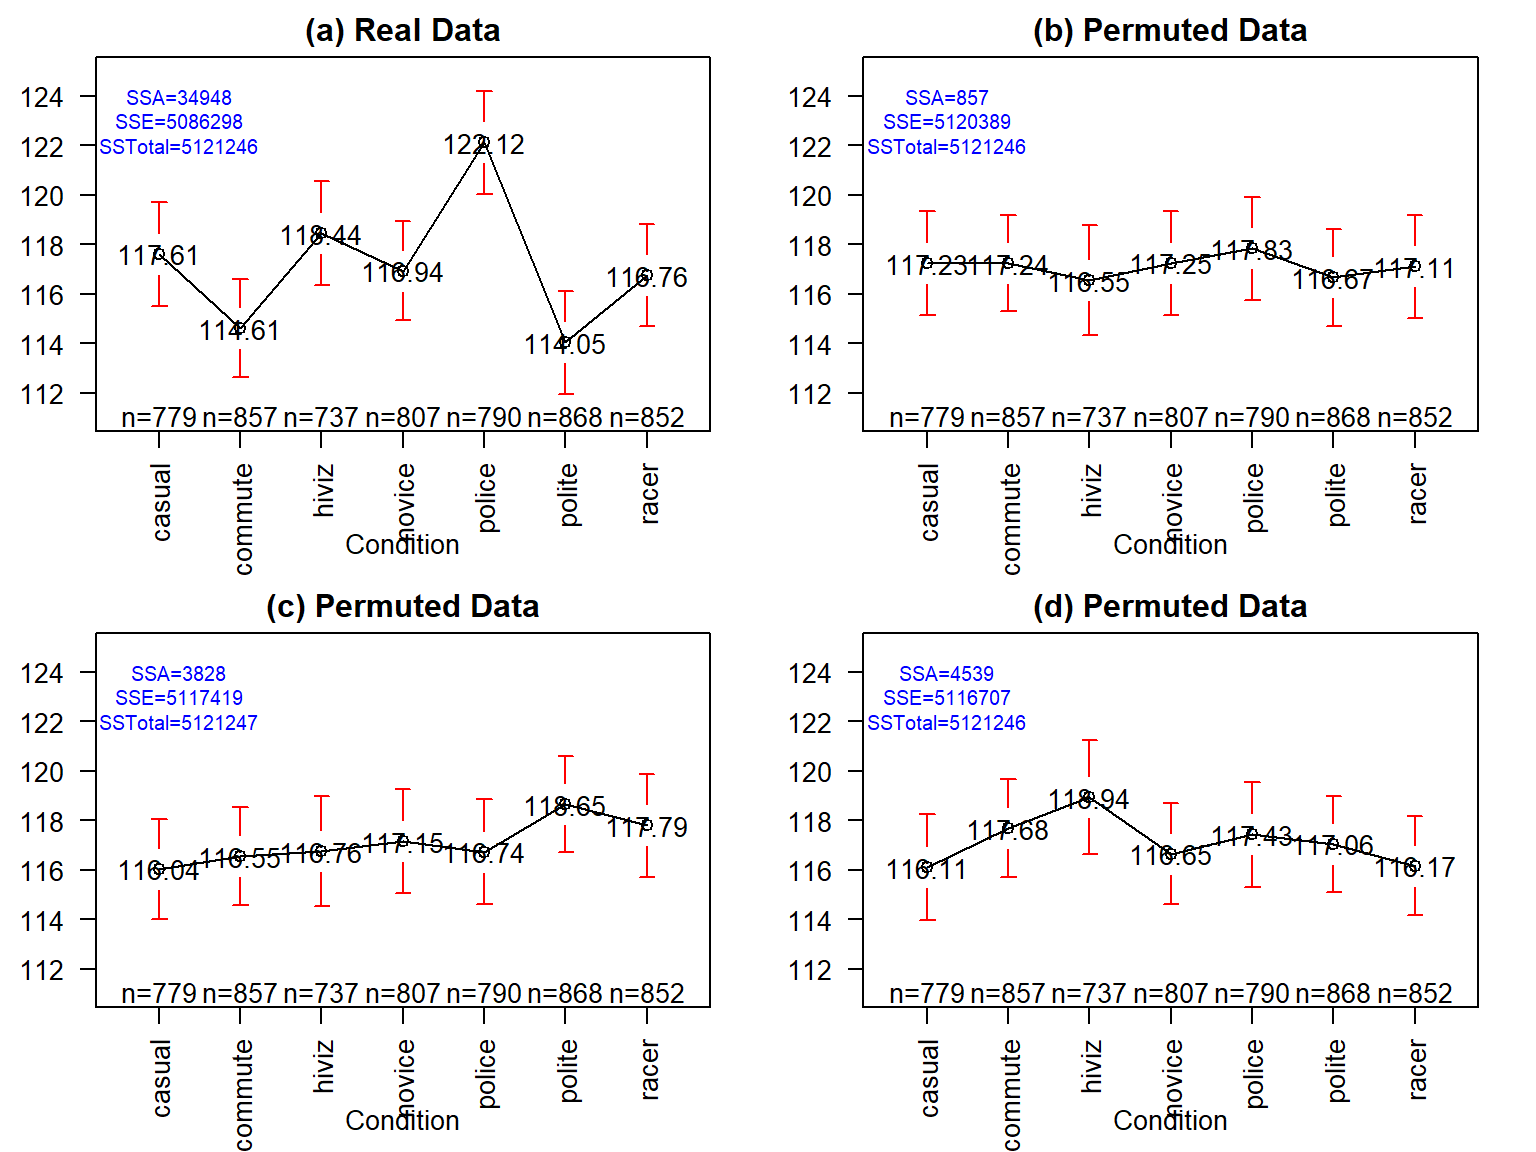 (a) Real Data
SSA=34948
SSE=5086298
SSTotal=5121246
124
122
120
118
116
114
112
117.61
114.61
118.44
116.94
122.12
114.05
116.76
n=779 n=857 n=737 n=807 n=790 n=868 n=852
casual
commute
hiviz
novice
police
polite
racer
Condition
(b) Permuted Data
SSA=857
SSE=5120389
SSTotal=5121246
124
122
120
118
116
114
112
117.23
117.24
116.55
117.25
117.83
116.67
117.11
n=779 n=857 n=737 n=807 n=790 n=868 n=852
casual
commute
hiviz
novice
police
polite
racer
Condition
(c) Permuted Data
SSA=3828
SSE=5117419
SSTotal=5121247
124
122
120
118
116
114
112
116.04
116.55
116.76
117.15
116.74
118.65
117.79
n=779 n=857 n=737 n=807 n=790 n=868 n=852
casual
commute
hiviz
novice
police
polite
racer
Condition
(d) Permuted Data
SSA=4539
SSE=5116707
SSTotal=5121246
124
122
120
118
116
114
112
116.11
117.68
118.94
116.65
117.43
117.06
116.17
n=779 n=857 n=737 n=807 n=790 n=868 n=852
casual
commute
hiviz
novice
police
polite
racer
Condition